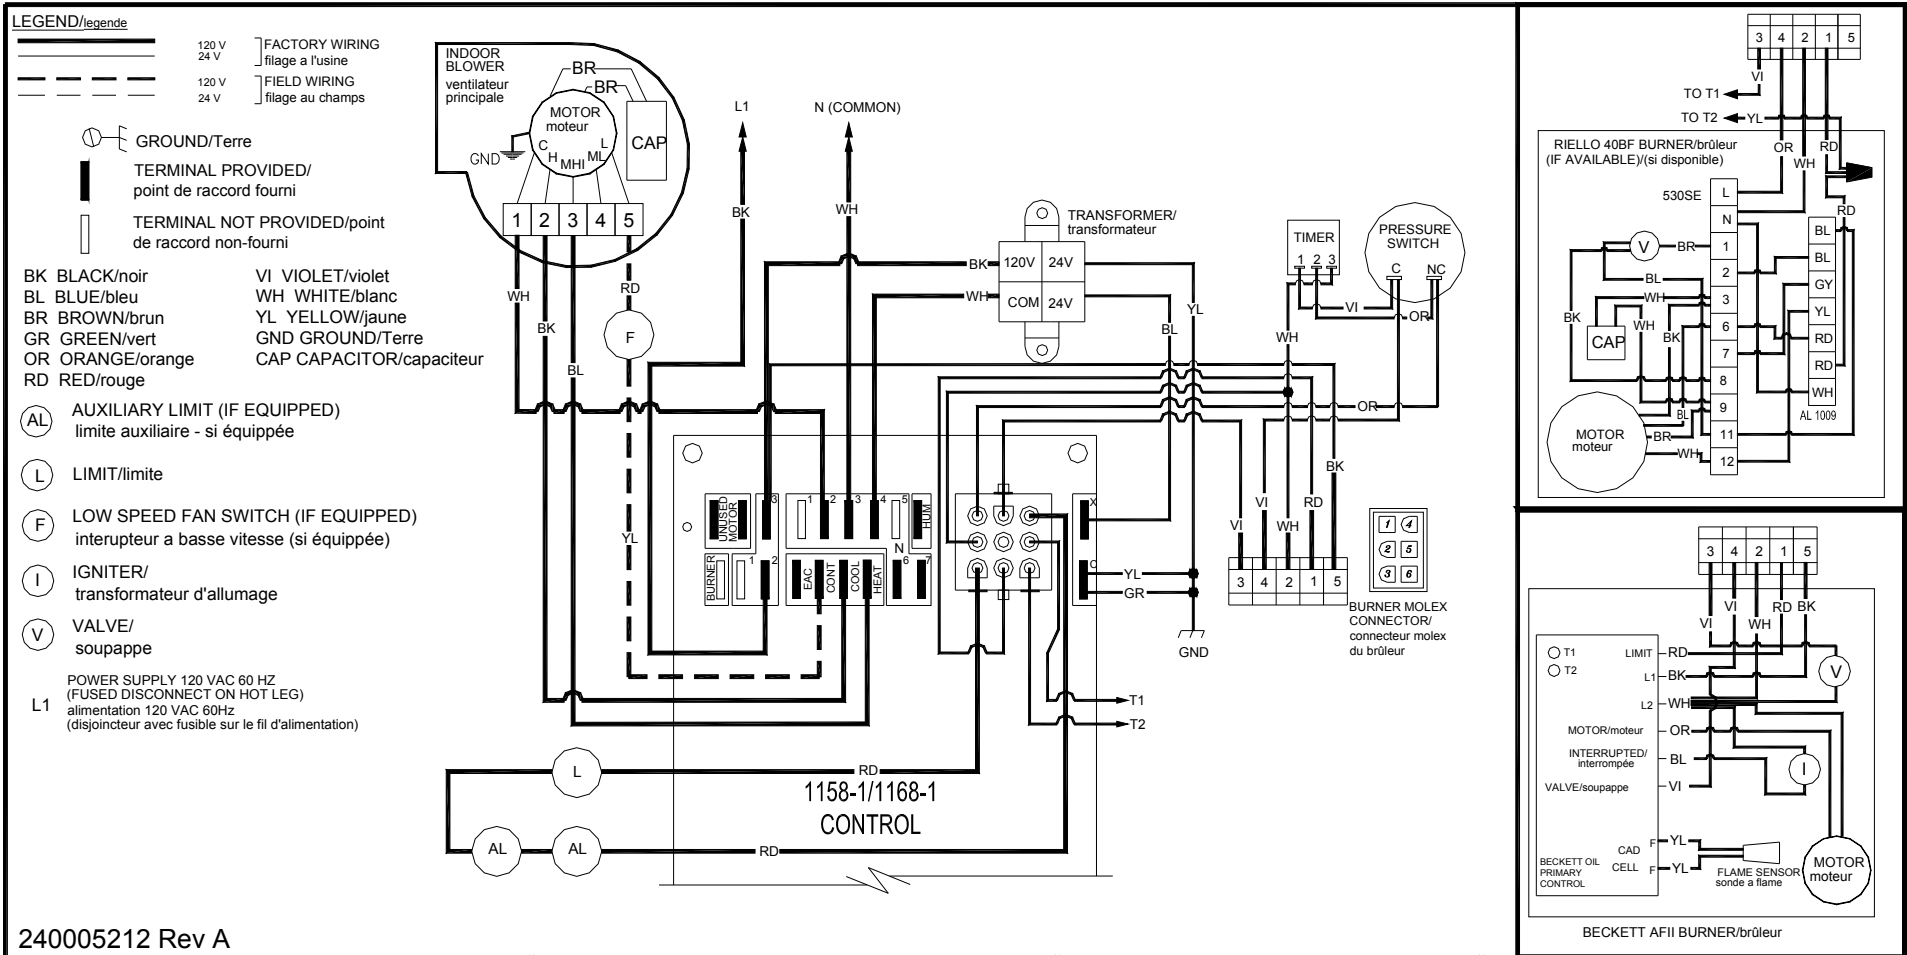 LEGEND/legende
120 V
24 V
FACTORY WIRING
filage a l'usine
120 V
24 V
FIELD WIRING
filage au champs
GROUND/Terre
TERMINAL PROVIDED/
point de raccord fourni
TERMINAL NOT PROVIDED/point
de raccord non-fourni
BK BLACK/noir
BL BLUE/bleu
BR BROWN/brun
GR GREEN/vert
OR ORANGE/orange
RD RED/rouge
VI VIOLET/violet
WH WHITE/blanc
YL YELLOW/jaune
GND GROUND/Terre
CAP CAPACITOR/capaciteur
AL
AUXILIARY LIMIT (IF EQUIPPED)
limite auxiliaire - si équippée
L
LIMIT/limite
F
LOW SPEED FAN SWITCH (IF EQUIPPED)
interupteur a basse vitesse (si équippée)
I
IGNITER/
transformateur d'allumage
V
VALVE/
soupappe
L1
POWER SUPPLY 120 VAC 60 HZ
(FUSED DISCONNECT ON HOT LEG)
alimentation 120 VAC 60Hz
(disjoincteur avec fusible sur le fil d'alimentation)
240005212 Rev A
INDOOR
BLOWER
ventilateur
principale
BR
BR
MOTOR
moteur
CAP
GND
C
H
MHI
ML
L
1 2 3 4 5
WH
BK
BL
RD
F
YL
L1
N (COMMON)
BK
WH
BK
WH
120V 24V
COM 24V
TRANSFORMER/
transformateur
YL
BL
TIMER
1 2 3
PRESSURE
SWITCH
C
NC
VI
OR
WH
OR
BK
VI
VI
WH
RD
UNUSED
MOTOR
3
1
2
3
4
5
HUM
N
BURNER
1
2
EAC
CONT
COOL
HEAT
6
7
X
C
YL
GR
GND
3 4 2 1 5
1 4
2 5
3 6
BURNER MOLEX
CONNECTOR/
connecteur molex
du brûleur
T1
T2
L
RD
1158-1/1168-1
CONTROL
AL
AL
RD
3 4 2 1 5
VI
TO T1
TO T2
YL
RIELLO 40BF BURNER/brûleur
(IF AVAILABLE)/(si disponible)
OR
RD
WH
530SE
L
N
1
2
3
6
7
8
9
11
12
RD
BL
BL
GY
YL
RD
RD
WH
AL 1009
V
BR
BL
WH
WH
BK
BK
CAP
BL
BR
WH
MOTOR
moteur
3 4 2 1 5
VI
VI
WH
RD
BK
T1
T2
LIMIT
RD
L1
BK
L2
WH
MOTOR/moteur
OR
INTERRUPTED/
interrompée
BL
VALVE/soupappe
VI
V
I
CAD
CELL
F
YL
F
YL
BECKETT OIL
PRIMARY
CONTROL
FLAME SENSOR
sonde a flame
MOTOR
moteur
BECKETT AFII BURNER/brûleur